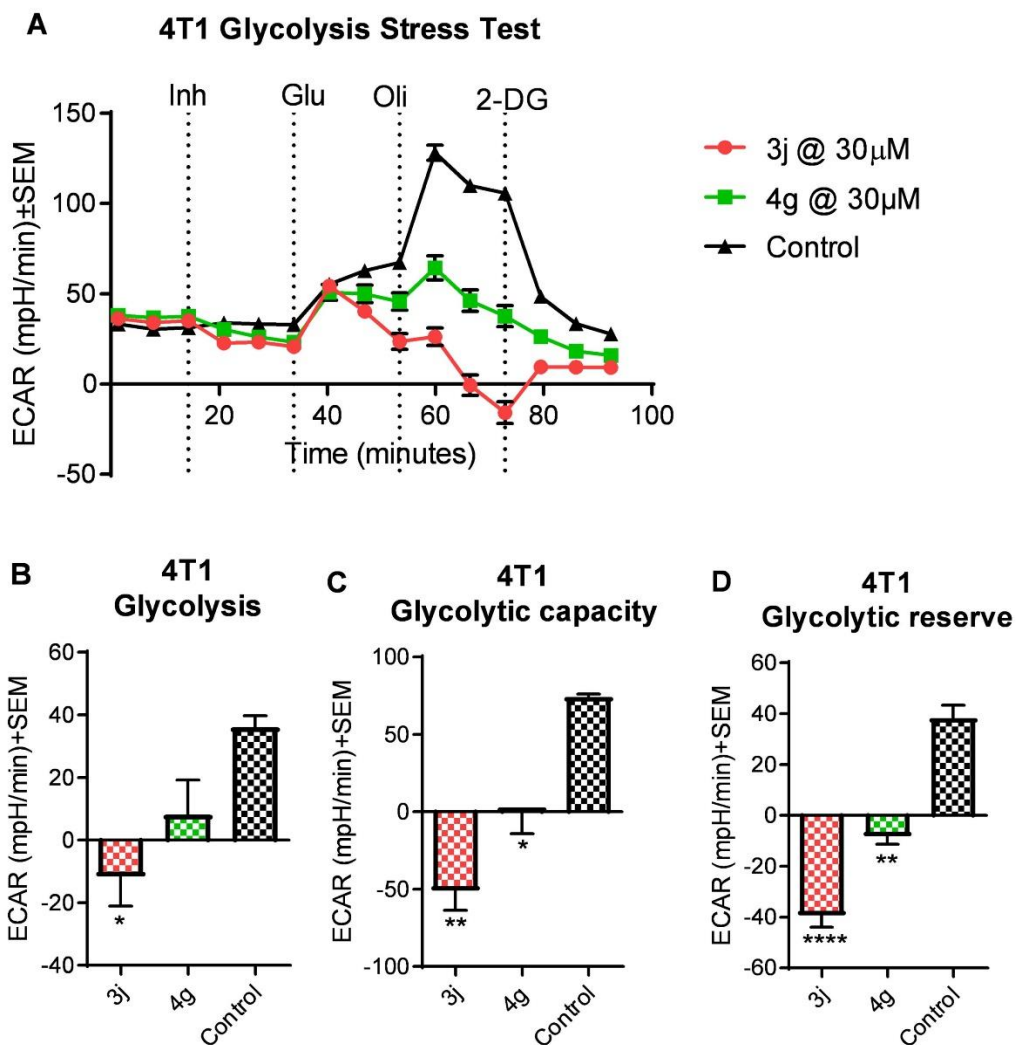 A
4T1 Glycolysis Stress Test
Inh
Glu
Oli
2-DG
150
100
50
0
-50
ECAR (mpH/min)±SEM
20
40
60
80
100
Time (minutes)
3j @ 30μM
4g @ 30μM
Control
B
4T1
Glycolysis
60
40
20
0
-20
-40
ECAR (mpH/min)+SEM
*
3j
4g
Control
C
4T1
Glycolytic capacity
100
50
0
-50
-100
ECAR (mpH/min)+SEM
**
*
3j
4g
Control
D
4T1
Glycolytic reserve
60
40
20
0
-20
-40
-60
ECAR (mpH/min)+SEM
****
**
3j
4g
Control